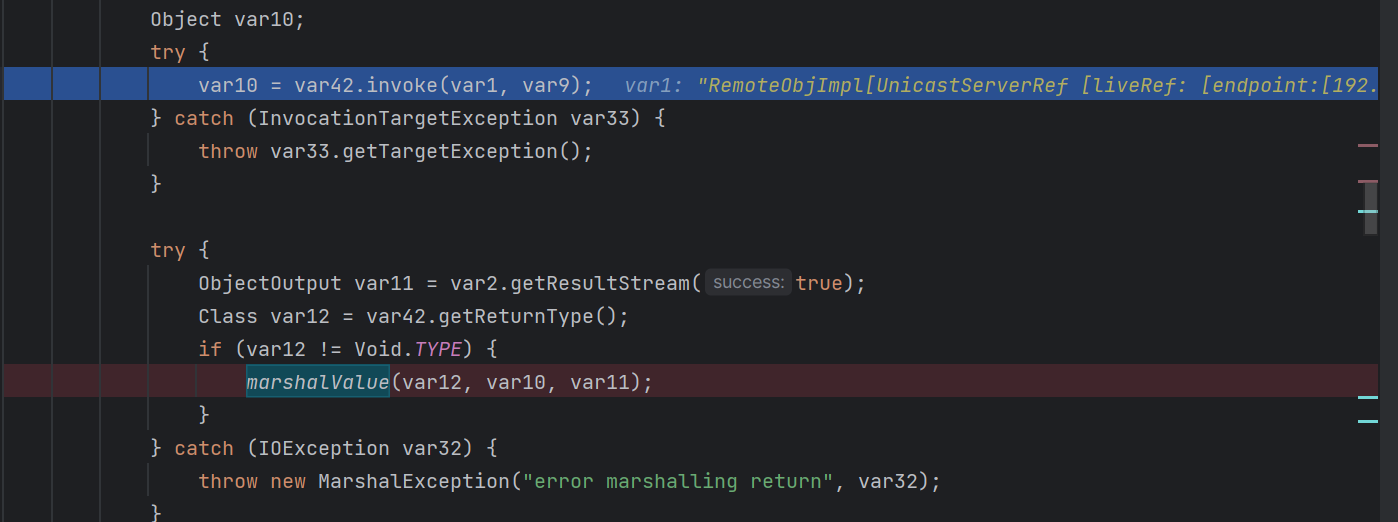 Object var10;
try {
var10 = var42.invoke(var1, var9); var1: "RemoteObjImpl[UnicastServerRef [liveRef: [endpoint:[192.
} catch (InvocationTargetException var33) {
throw var33.getTargetException();
}
try {
ObjectOutput var11 = var2.getResultStream( success: true);
Class var12 = var42.getReturnType();
if (var12 != Void.TYPE) {
marshalValue(var12, var10, var11);
}
} catch (IOException var32) {
throw new MarshalException("error marshalling return", var32);
}